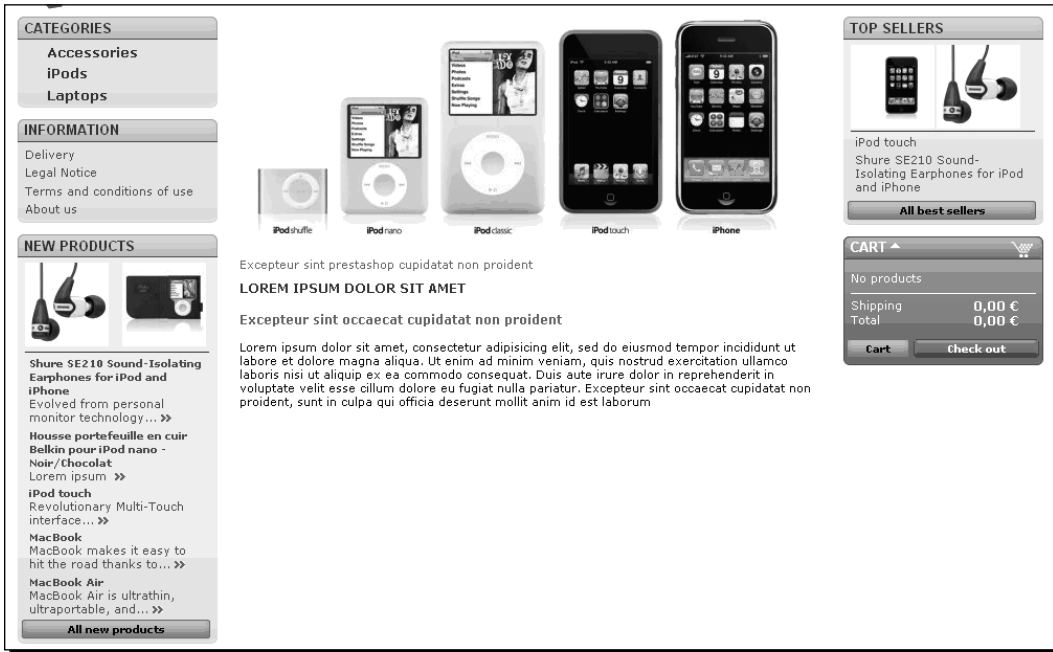 CATEGORIES
Accessories
iPods
Laptops
INFORMATION
Delivery
Legal Notice
Terms and conditions of use
About us
NEW PRODUCTS
Shure SE210 Sound-Isolating
Earphones for iPod and
iPhone
Evolved from personal
monitor technology... »
Housse portefeuille en cuir
Belkin pour iPod nano -
Noir/Chocolat
Lorem ipsum »
iPod touch
Revolutionary Multi-Touch
interface... »
MacBook
MacBook makes it easy to
hit the road thanks to... »
MacBook Air
MacBook Air is ultrathin,
ultraportable, and... »
All new products
iPod shuffle
iPod nano
iPod classic
iPod touch
iPhone
Excepteur sint prestashop cupidatat non proident
LOREM IPSUM DOLOR SIT AMET
Excepteur sint occaecat cupidatat non proident
Lorem ipsum dolor sit amet, consectetur adipisicing elit, sed do eiusmod tempor incididunt ut
labore et dolore magna aliqua. Ut enim ad minim veniam, quis nostrud exercitation ullamco
laboris nisi ut aliquip ex ea commodo consequat. Duis aute irure dolor in reprehenderit in
voluptate velit esse cillum dolore eu fugiat nulla pariatur. Excepteur sint occaecat cupidatat non
proident, sunt in culpa qui officia deserunt mollit anim id est laborum
TOP SELLERS
iPod touch
Shure SE210 Sound-
Isolating Earphones for iPod
and iPhone
All best sellers
CART
No products
Shipping 0,00 €
Total 0,00 €
Cart
Check out